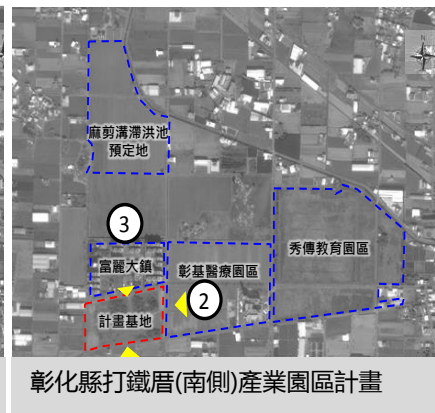 N
麻剪溝滯洪池
預定地
3
富麗大鎮
彰基醫療園區
秀傳教育園區
2
計畫基地
彰化縣打鐵厝(南側)產業園區計畫